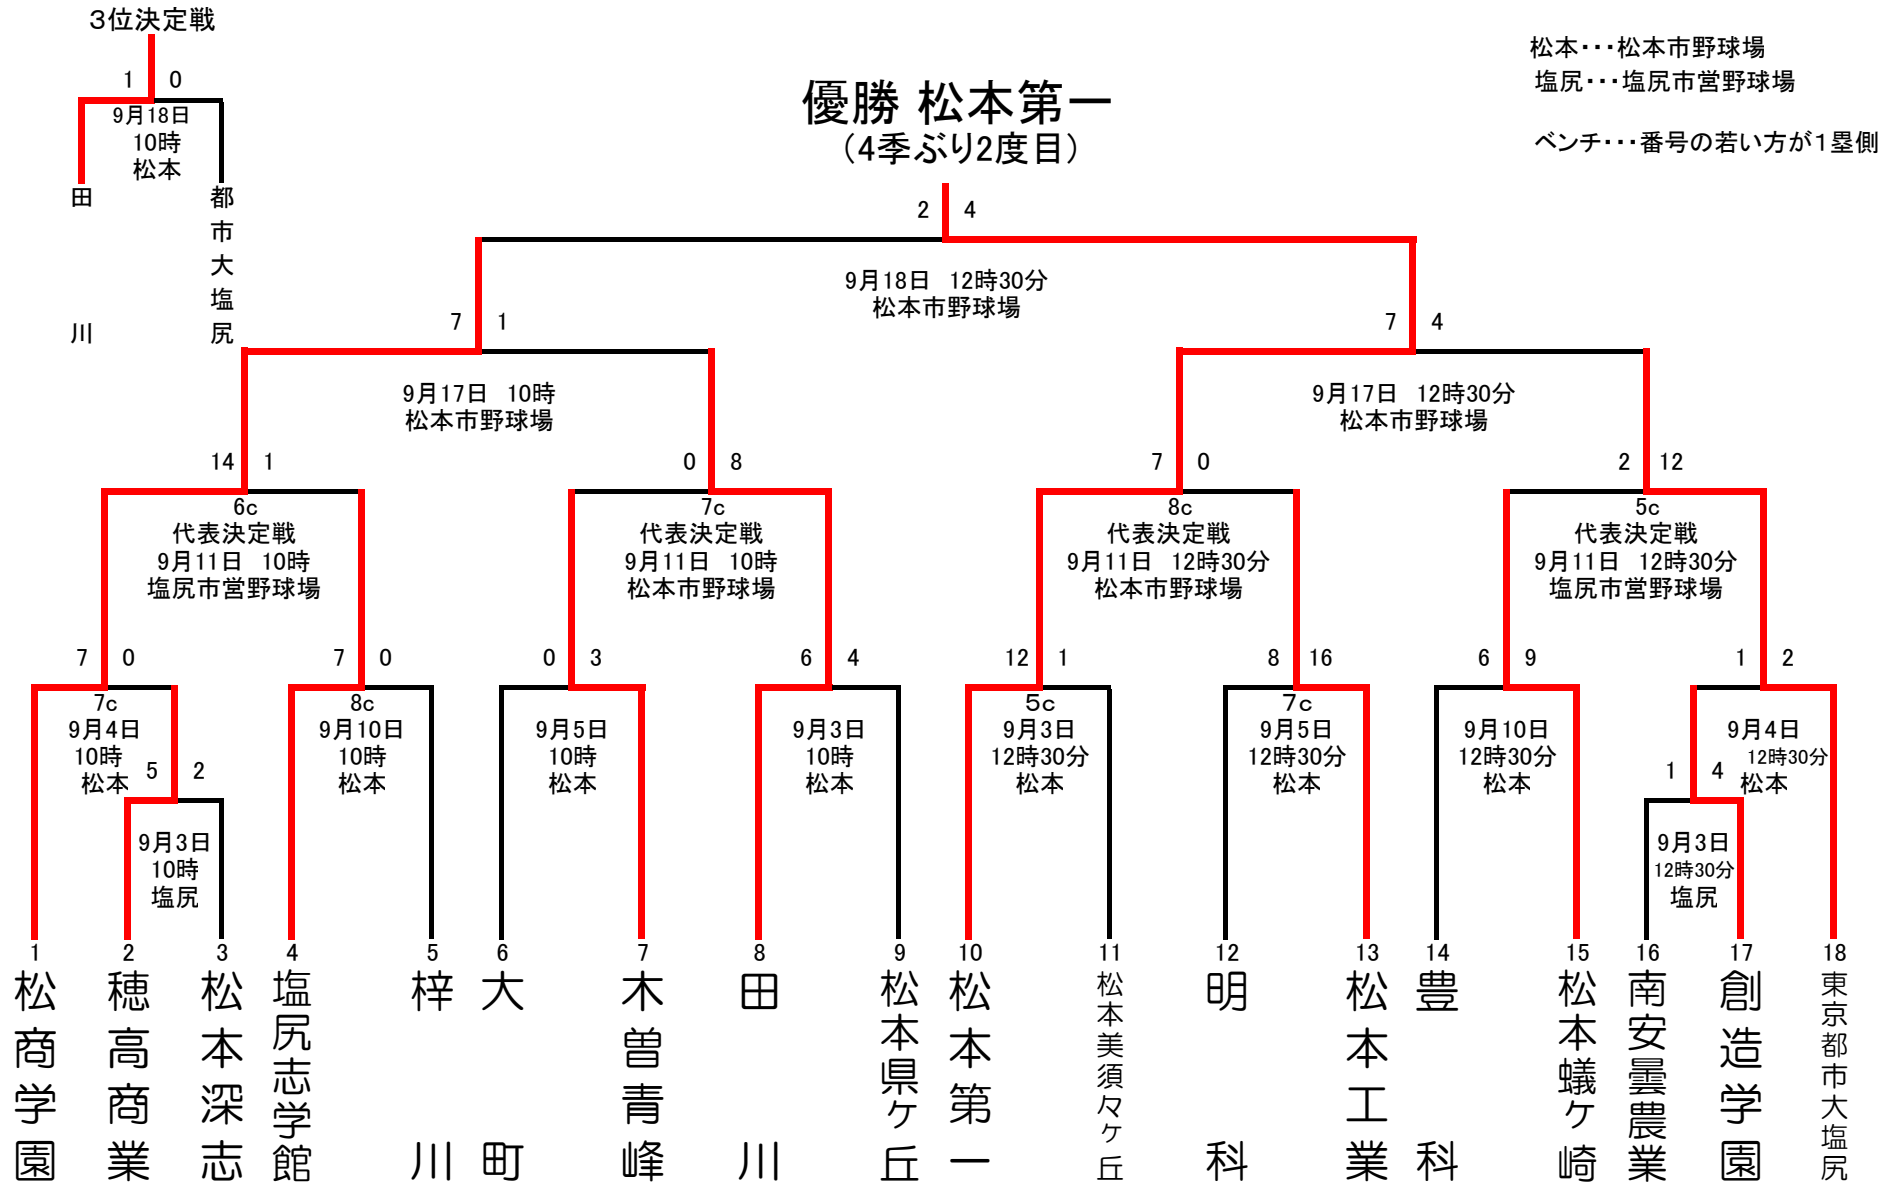 3位決定戦
1 0
9月18日
10時
松本
田川
都市大塩尻
優勝 松本第一
（4季ぶり2度目）
松本・・・松本市野球場
塩尻・・・塩尻市営野球場
ベンチ・・・番号の若い方が1塁側
2 4
9月18日 12時30分
松本市野球場
7 1
9月17日 10時
松本市野球場
7 4
9月17日 12時30分
松本市野球場
14 1
6c
代表決定戦
9月11日 10時
塩尻市営野球場
0 8
7c
代表決定戦
9月11日 10時
松本市野球場
7 0
8c
代表決定戦
9月11日 12時30分
松本市野球場
2 12
5c
代表決定戦
9月11日 12時30分
塩尻市営野球場
7 0
7c
9月4日
10時
松本
7 0
8c
9月10日
10時
松本
0 3
9月5日
10時
松本
6 4
9月3日
10時
松本
12 1
5c
9月3日
12時30分
松本
8 16
7c
9月5日
12時30分
松本
6 9
9月10日
12時30分
松本
1 2
9月4日
12時30分
松本
5 2
9月3日
10時
塩尻
1 4
9月3日
12時30分
塩尻
1 松商学園
2 穂高商業
3 松本深志
4 塩尻志学館
5 梓川
6 大町
7 木曽青峰
8 田川
9 松本県ケ丘
10 松本第一
11 松本美須々ケ丘
12 明科
13 松本工業
14 豊科
15 松本蟻ケ崎
16 南安曇農業
17 創造学園
18 東京都市大塩尻